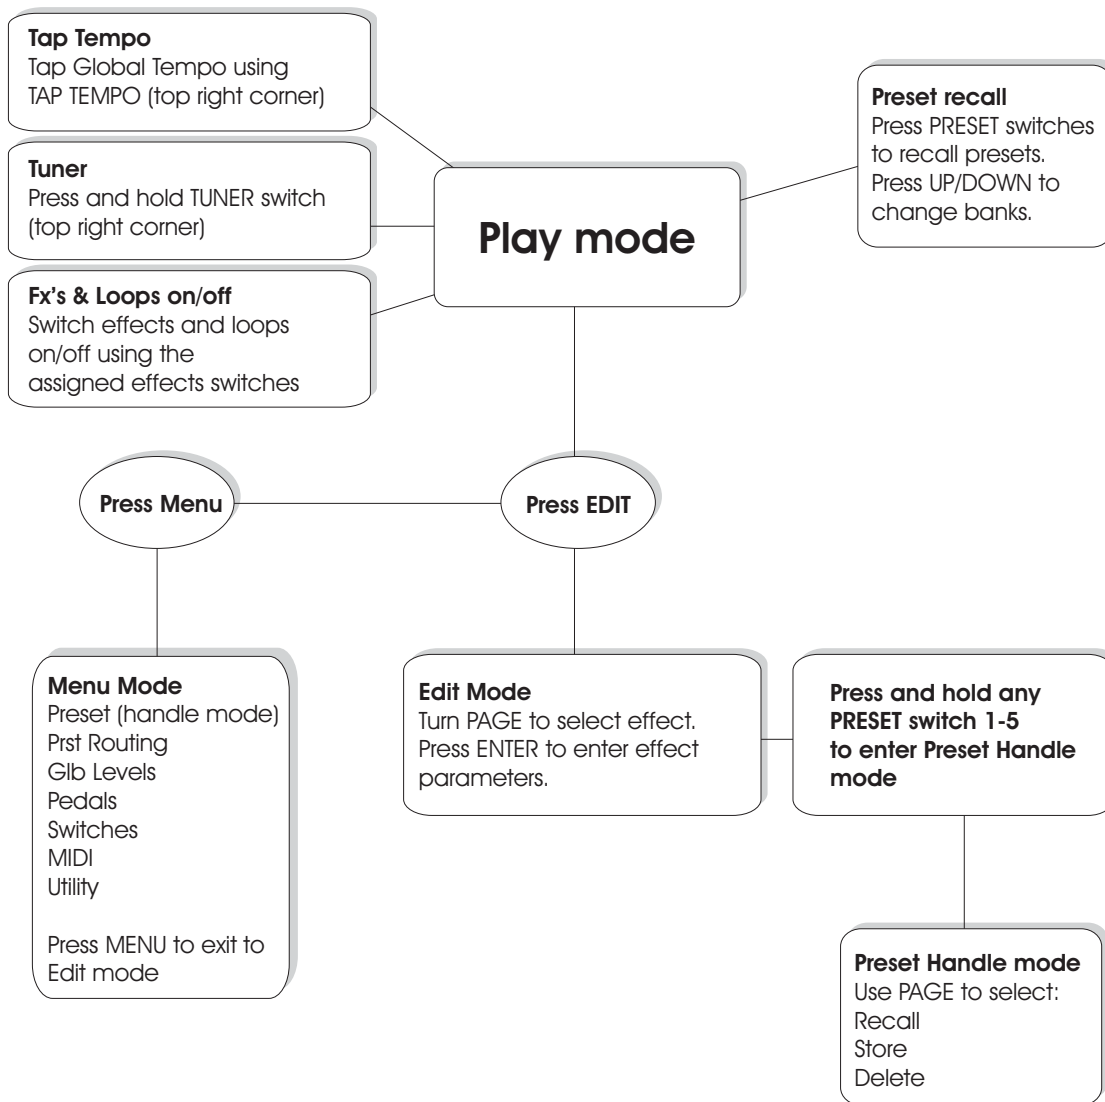 Tap Tempo
Tap Global Tempo using
TAP TEMPO (top right corner)
Tuner
Press and hold TUNER switch
(top right corner)
Fx's & Loops on/off
Switch effects and loops
on/off using the
assigned effects switches
Play mode
Preset recall
Press PRESET switches
to recall presets.
Press UP/DOWN to
change banks.
Press Menu
Press EDIT
Menu Mode
Preset (handle mode)
Prst Routing
Glb Levels
Pedals
Switches
MIDI
Utility
Press MENU to exit to
Edit mode
Edit Mode
Turn PAGE to select effect.
Press ENTER to enter effect
parameters.
Press and hold any
PRESET switch 1-5
to enter Preset Handle
mode
Preset Handle mode
Use PAGE to select:
Recall
Store
Delete